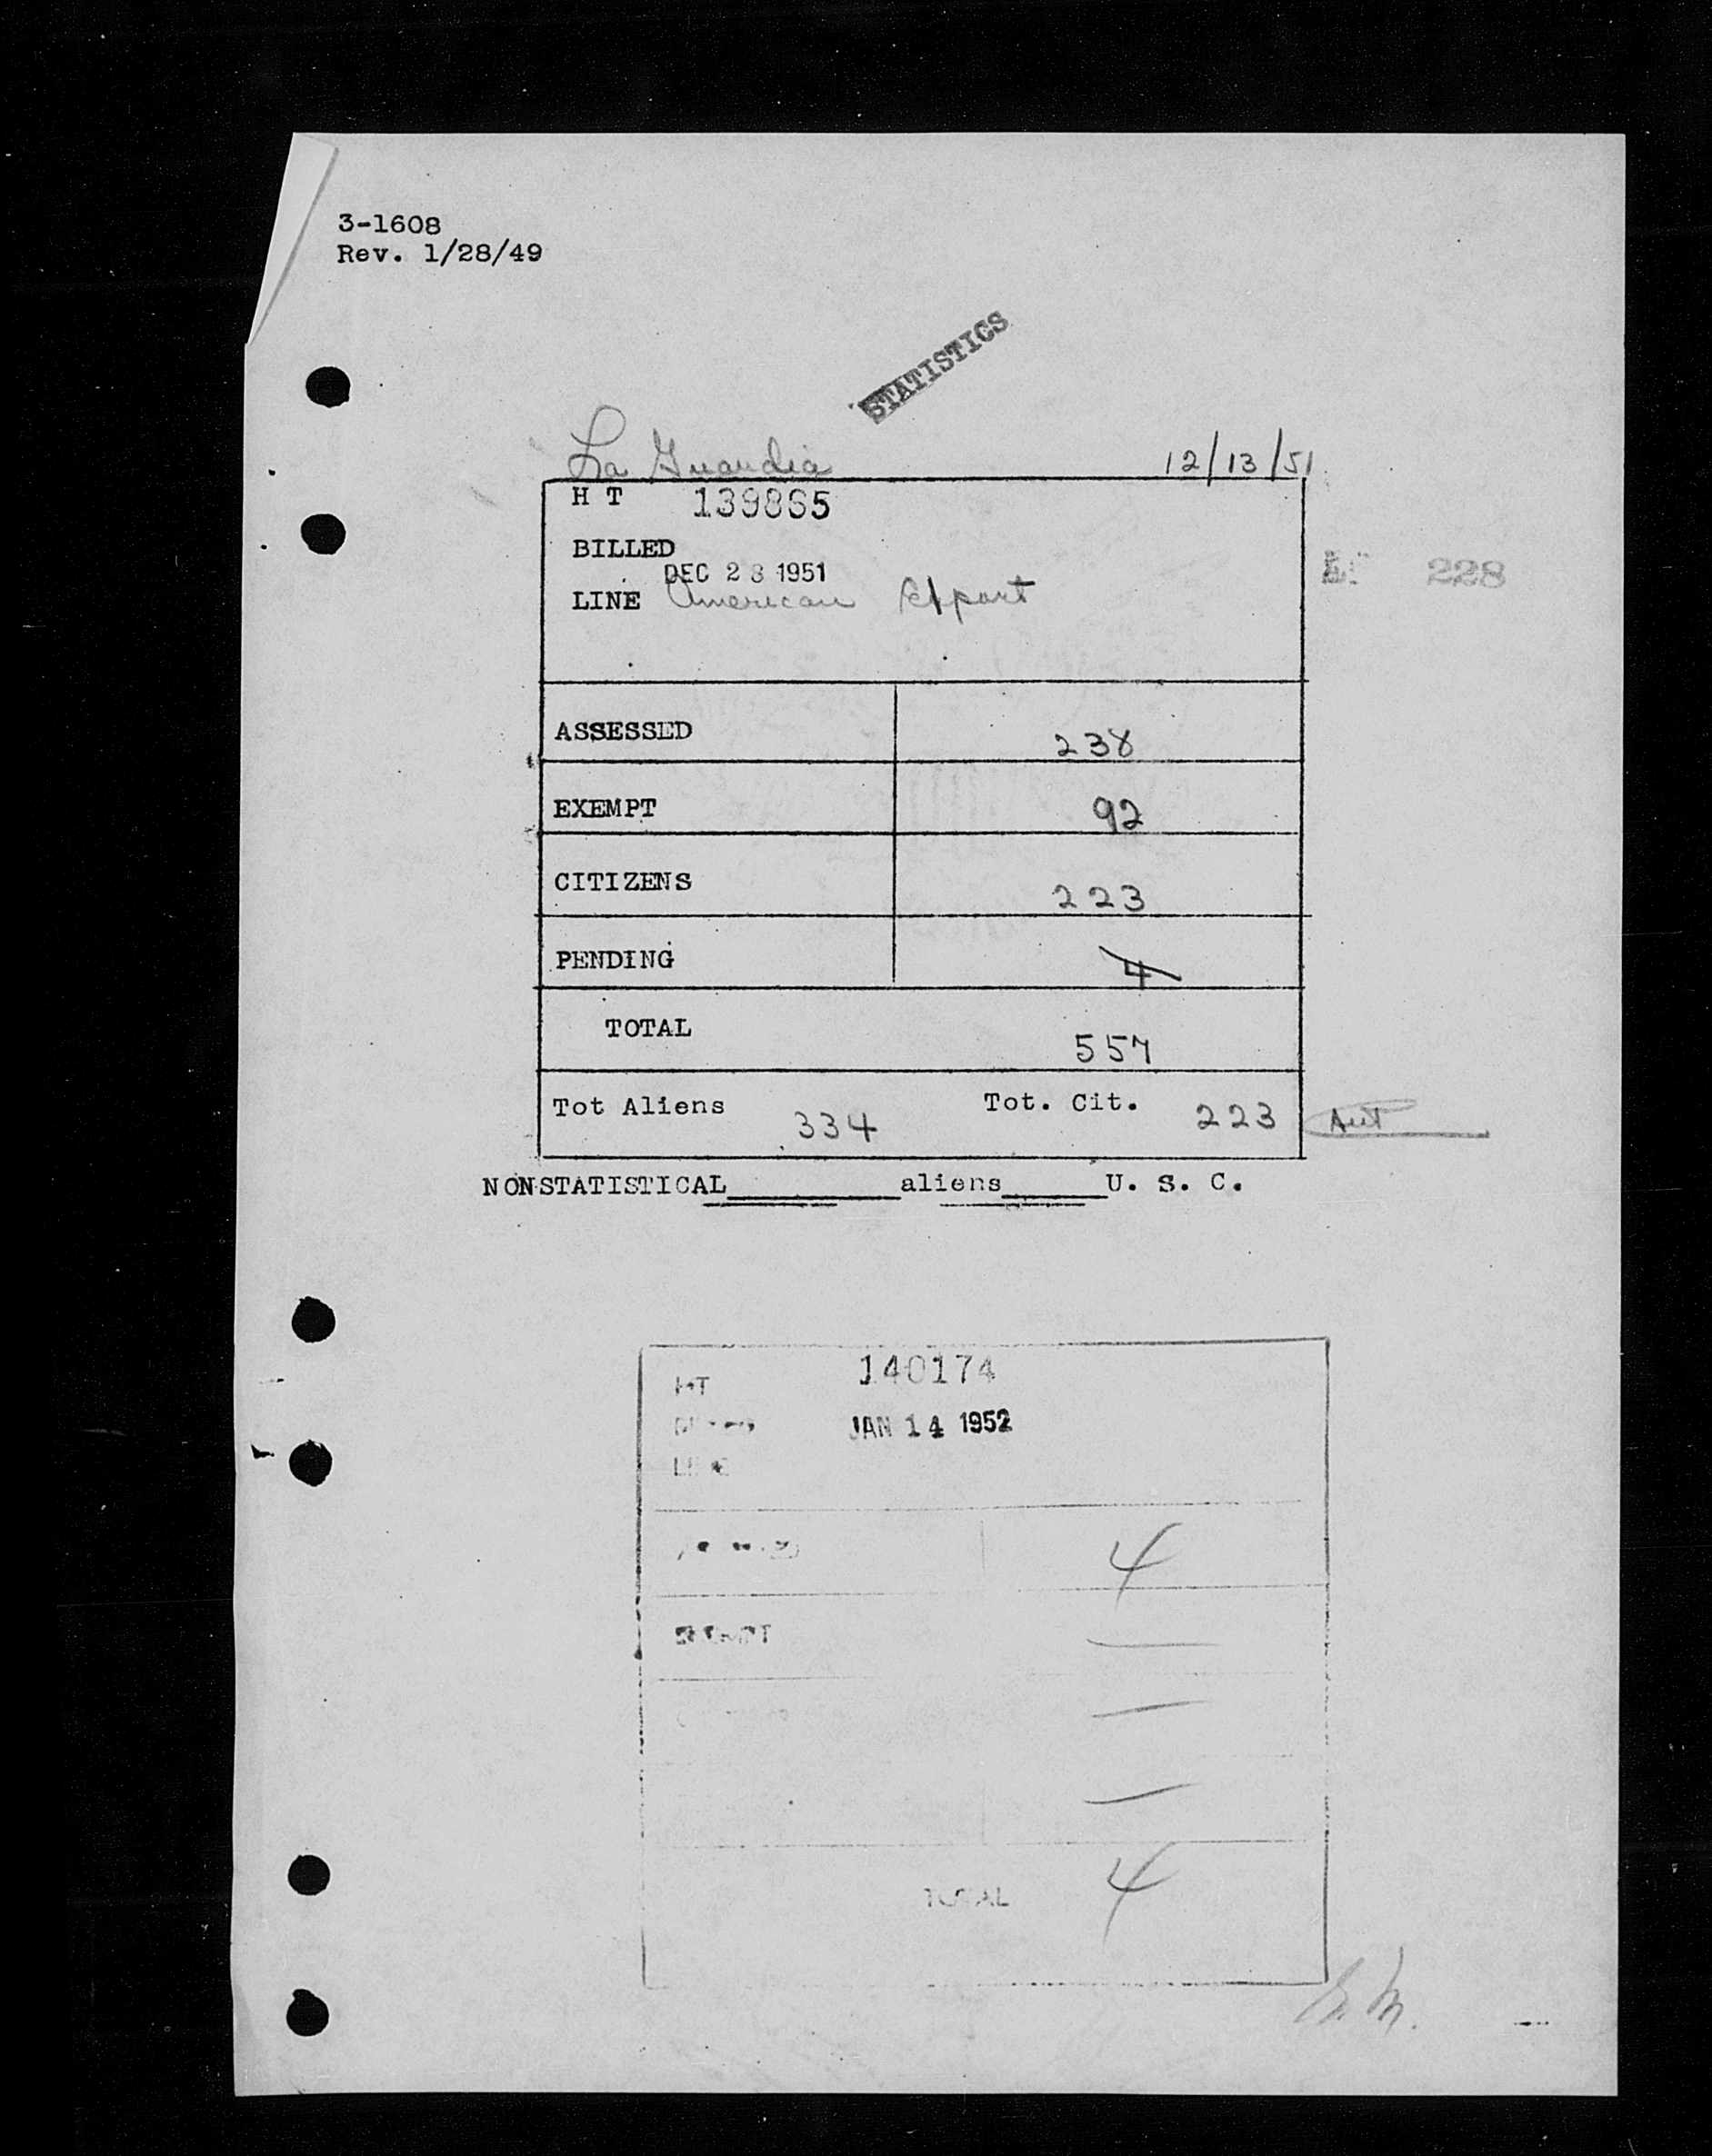 3-1608
Rev. 1/28/49
STATISTICS
La Guardia 12/13/51
H T 139865
BILLED
DEC 28 1951
LINE American Export
228
ASSESSED 238
EXEMPT 92
CITIZENS 223
PENDING 4
TOTAL 557
Tot Aliens 334 Tot. Cit. 223
NONSTATISTICAL aliens U. S. C.
HT 140174
JAN 14 1952
LINE
4
EXEMPT
TOTAL 4